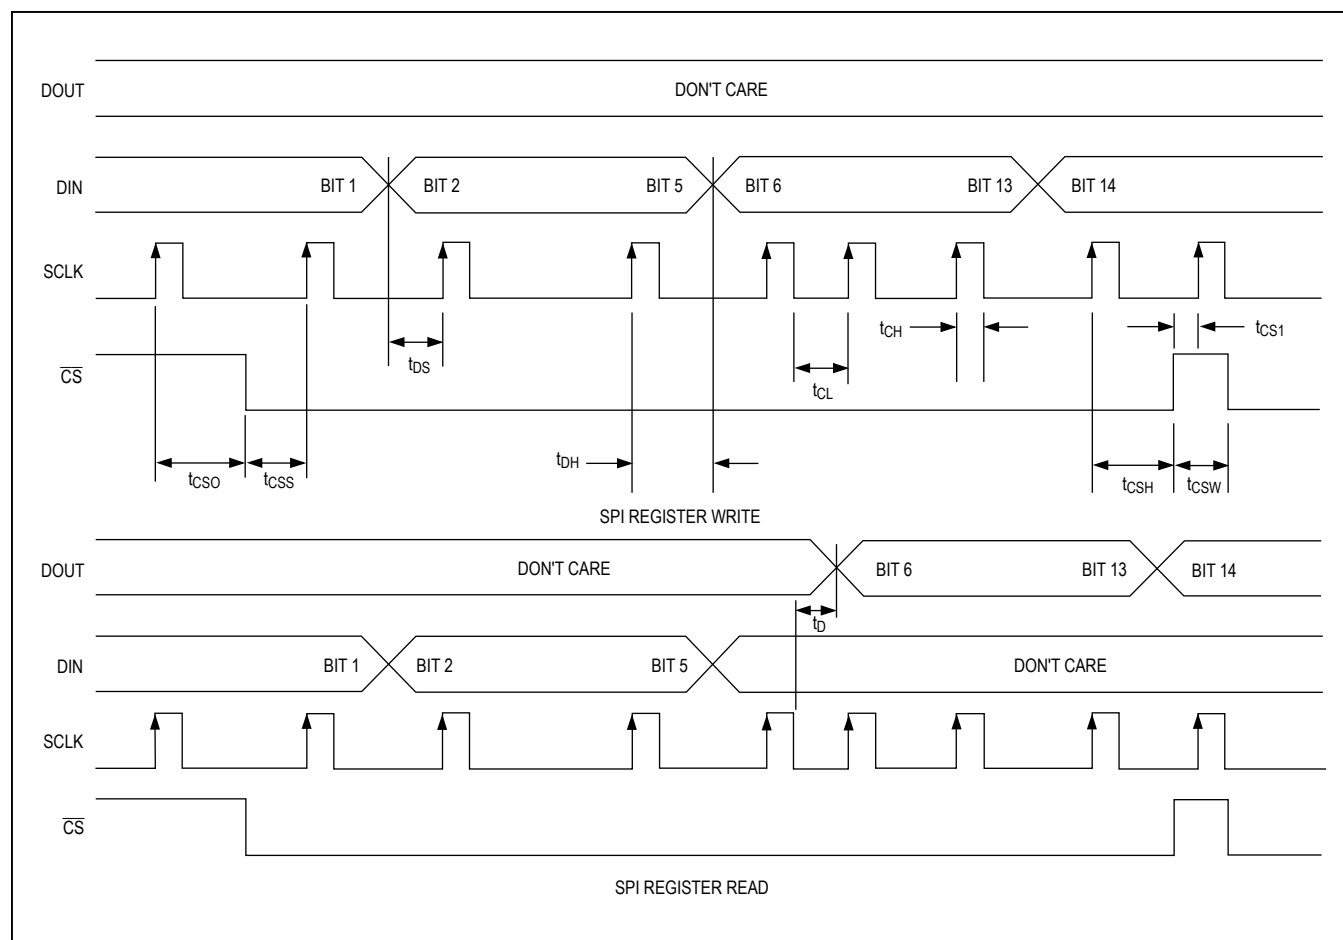 DOUT DON'T CARE
DIN BIT 1 BIT 2 BIT 5 BIT 6 BIT 13 BIT 14
SCLK
tCH tCS1
CS tDS tCL
tCSO tCSS tDH tCSH tCSW
SPI REGISTER WRITE
DOUT DON'T CARE BIT 6 BIT 13 BIT 14
tD
DIN BIT 1 BIT 2 BIT 5 DON'T CARE
SCLK
CS
SPI REGISTER READ